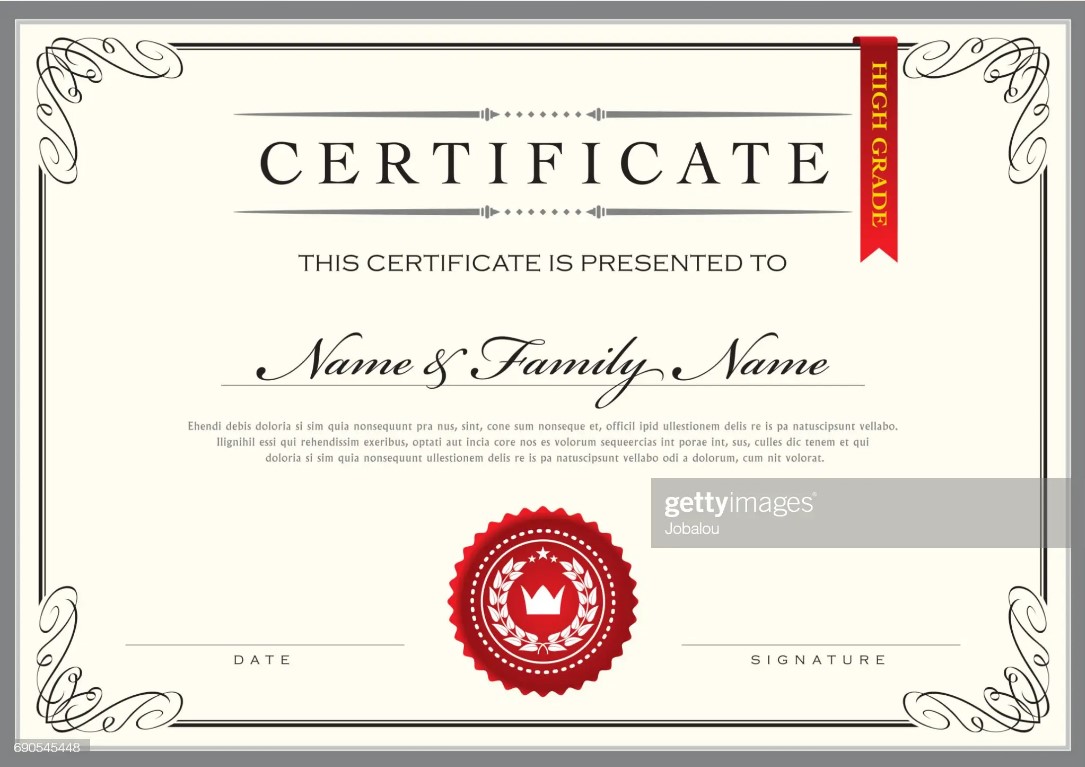 HIGH GRADE
CERTIFICATE
THIS CERTIFICATE IS PRESENTED TO
Name & Family Name
Ehendi debis doloria si sim quia nonsequunt pra nus, sint, cone sum nonseque et, officil ipid ullestionem delis re is pa natuscipsunt vellabo.
Ilignihil essi qui rehendissim exeribus, optati aut incia core nos es volorum sequeercias int porae int, sus, culles dic tenem et qui
doloria si sim quia nonsequunt ullestionem delis re is pa natuscipsunt vellabo odi a dolorum, cum nit volorat.
gettyimages
Jobalou
DATE
SIGNATURE
690545448